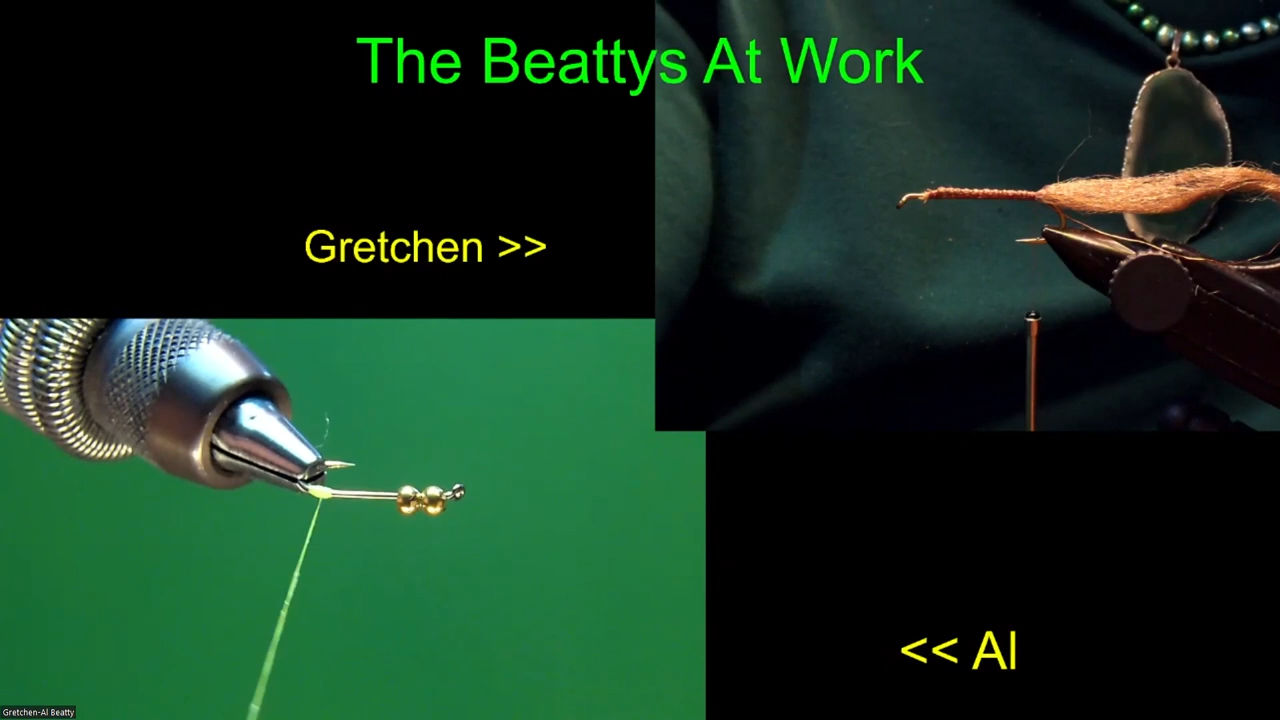 The Beattys At Work
Gretchen >>
<< Al
Gretchen-Al Beatty